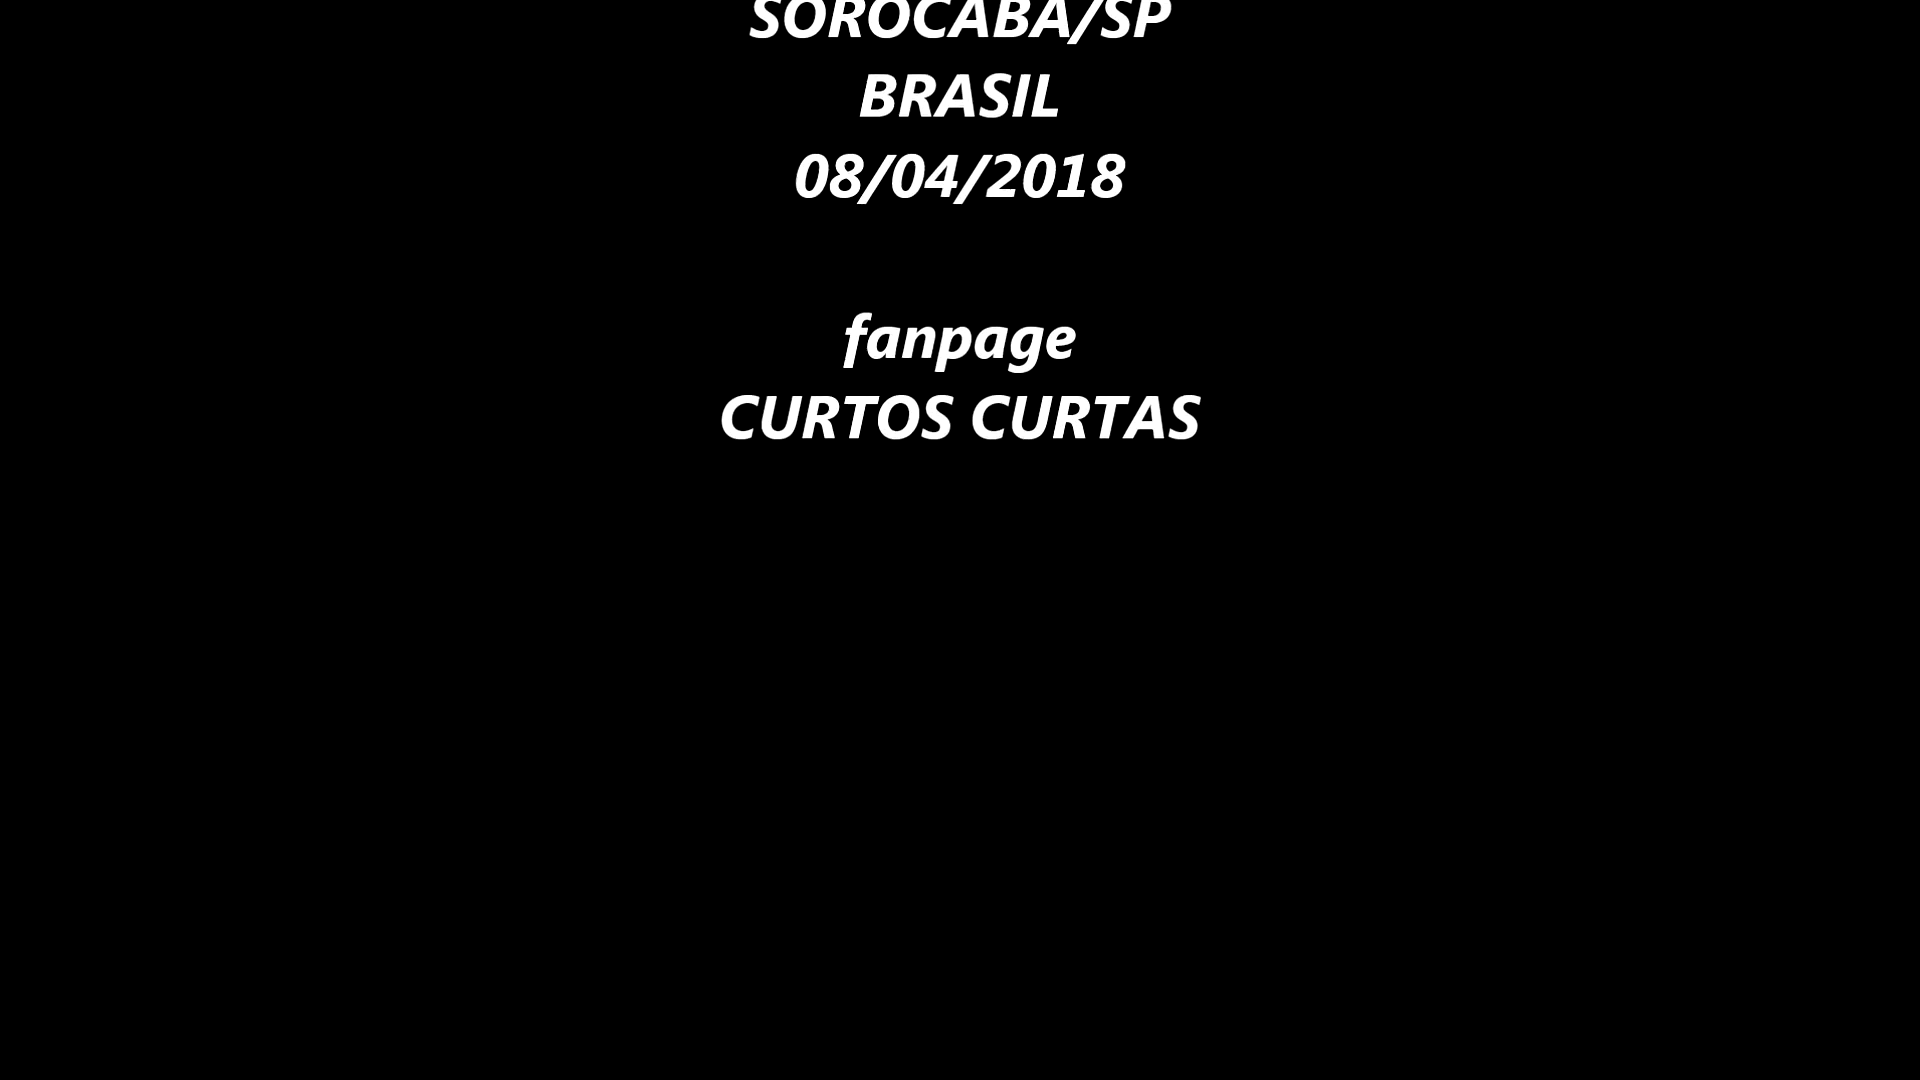 SOROCABA/SP
BRASIL
08/04/2018
fanpage
CURTOS CURTAS